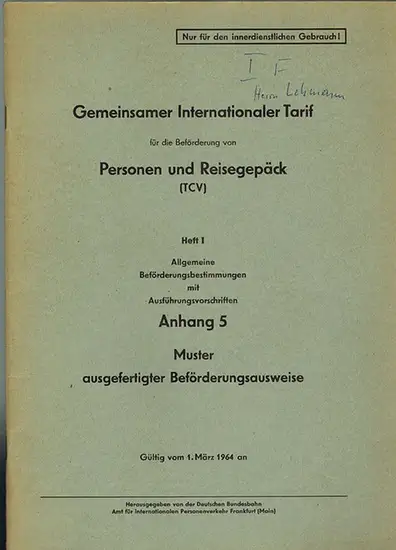 Nur für den innerdienstlichen Gebrauch!
I F
Herrn Lehmann
Gemeinsamer Internationaler Tarif
für die Beförderung von
Personen und Reisegepäck
(TCV)
Heft I
Allgemeine
Beförderungsbestimmungen
mit
Ausführungsvorschriften
Anhang 5
Muster
ausgefertigter Beförderungsausweise
Gültig vom 1. März 1964 an
Herausgegeben von der Deutschen Bundesbahn
Amt für internationalen Personenverkehr Frankfurt (Main)